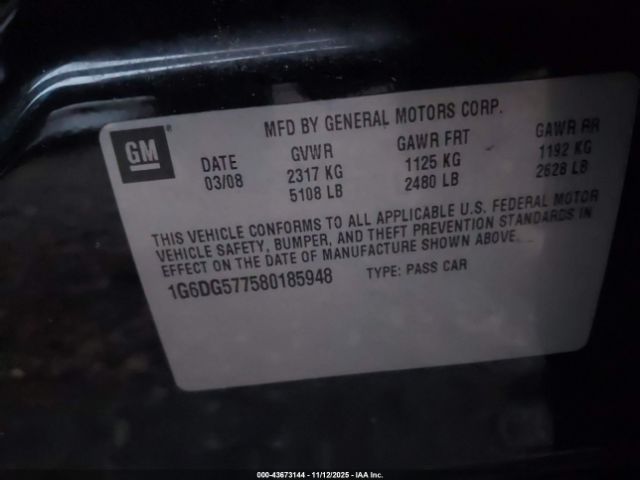 MFD BY GENERAL MOTORS CORP.
GM®
DATE GVWR GAWR FRT GAWR RR
03/08 2317 KG 1125 KG 1192 KG
5108 LB 2480 LB 2628 LB
THIS VEHICLE CONFORMS TO ALL APPLICABLE U.S. FEDERAL MOTOR
VEHICLE SAFETY, BUMPER, AND THEFT PREVENTION STANDARDS IN
EFFECT ON THE DATE OF MANUFACTURE SHOWN ABOVE.
1G6DG577580185948 TYPE: PASS CAR
000-43673144 - 11/12/2025 - IAA Inc.